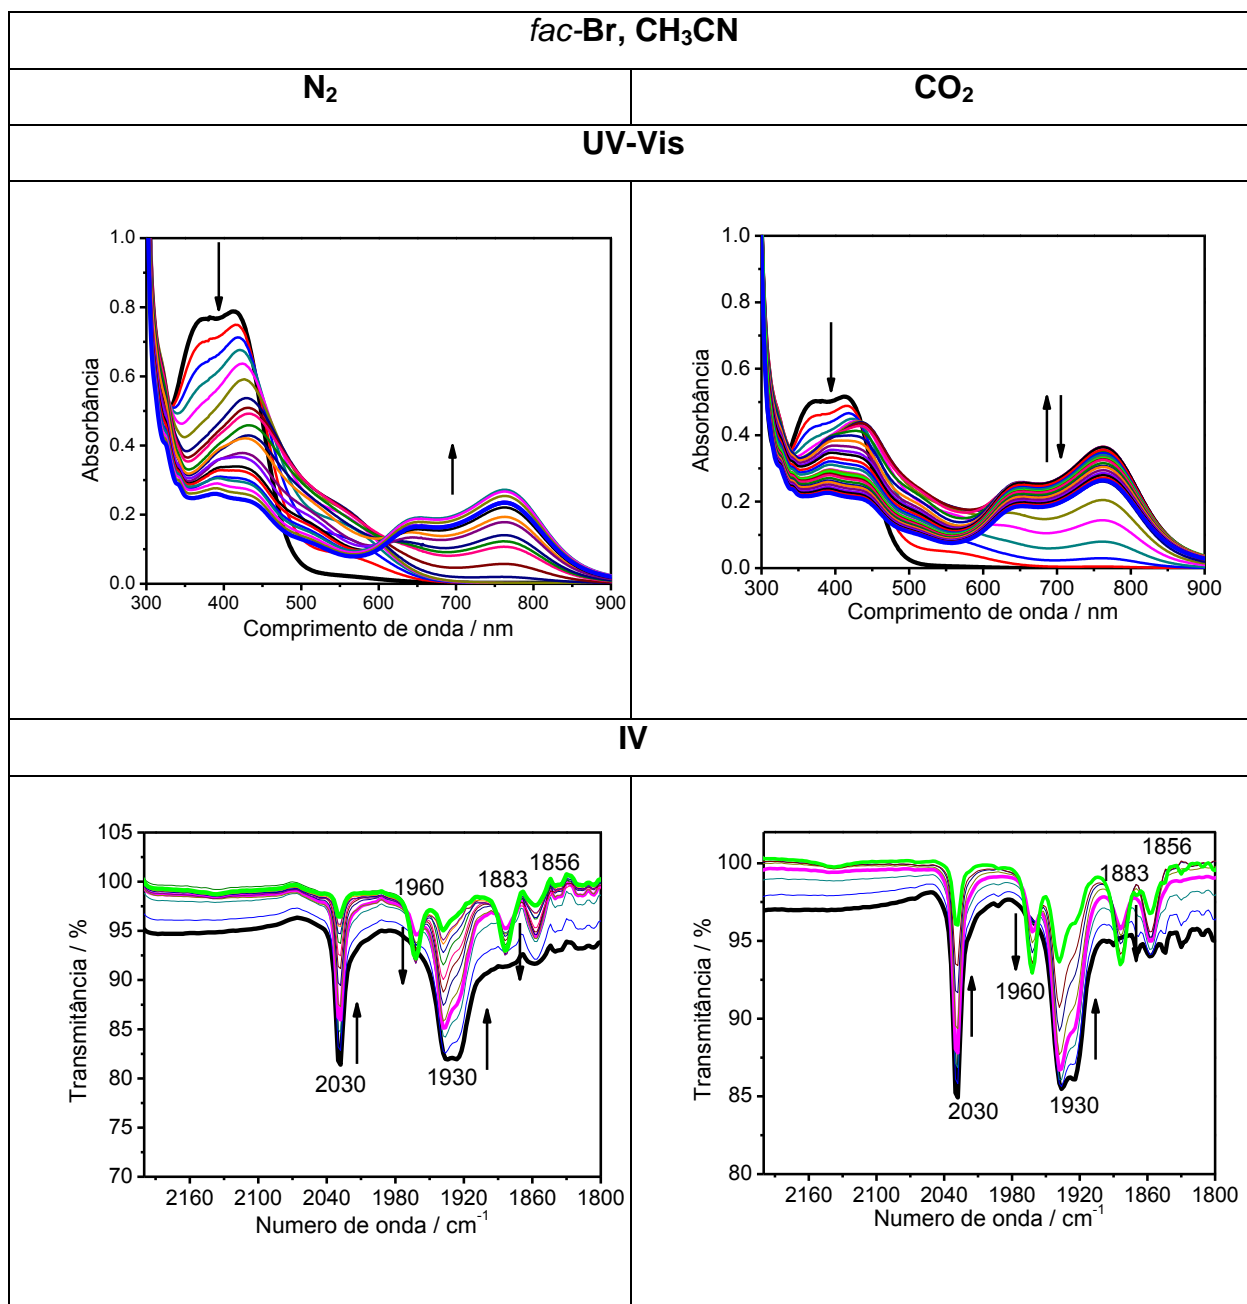 fac-Br, CH₃CN
N₂
CO₂
UV-Vis
1.0
0.8
0.6
0.4
0.2
0.0
300 400 500 600 700 800 900
Absorbância
Comprimento de onda / nm
1.0
0.8
0.6
0.4
0.2
0.0
300 400 500 600 700 800 900
Absorbância
Comprimento de onda / nm
IV
105
100
95
90
85
80
75
70
2160 2100 2040 1980 1920 1860 1800
Transmitância / %
Numero de onda / cm⁻¹
1960
1883
1856
2030
1930
100
95
90
85
80
2160 2100 2040 1980 1920 1860 1800
Transmitância / %
Numero de onda / cm⁻¹
1856
1883
1960
2030
1930